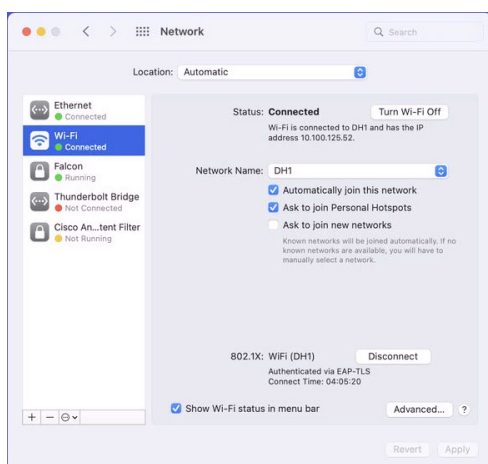 Network
Search
Location: Automatic
Ethernet
Connected
Wi-Fi
Connected
Falcon
Running
Thunderbolt Bridge
Not Connected
Cisco An...tent Filter
Not Running
Status: Connected
Turn Wi-Fi Off
Wi-Fi is connected to DH1 and has the IP
address 10.100.125.52.
Network Name: DH1
Automatically join this network
Ask to join Personal Hotspots
Ask to join new networks
Known networks will be joined automatically. If no
known networks are available, you will have to
manually select a network.
802.1X: WiFi (DH1)
Disconnect
Authenticated via EAP-TLS
Connect Time: 04:05:20
Show Wi-Fi status in menu bar
Advanced...
?
Revert
Apply